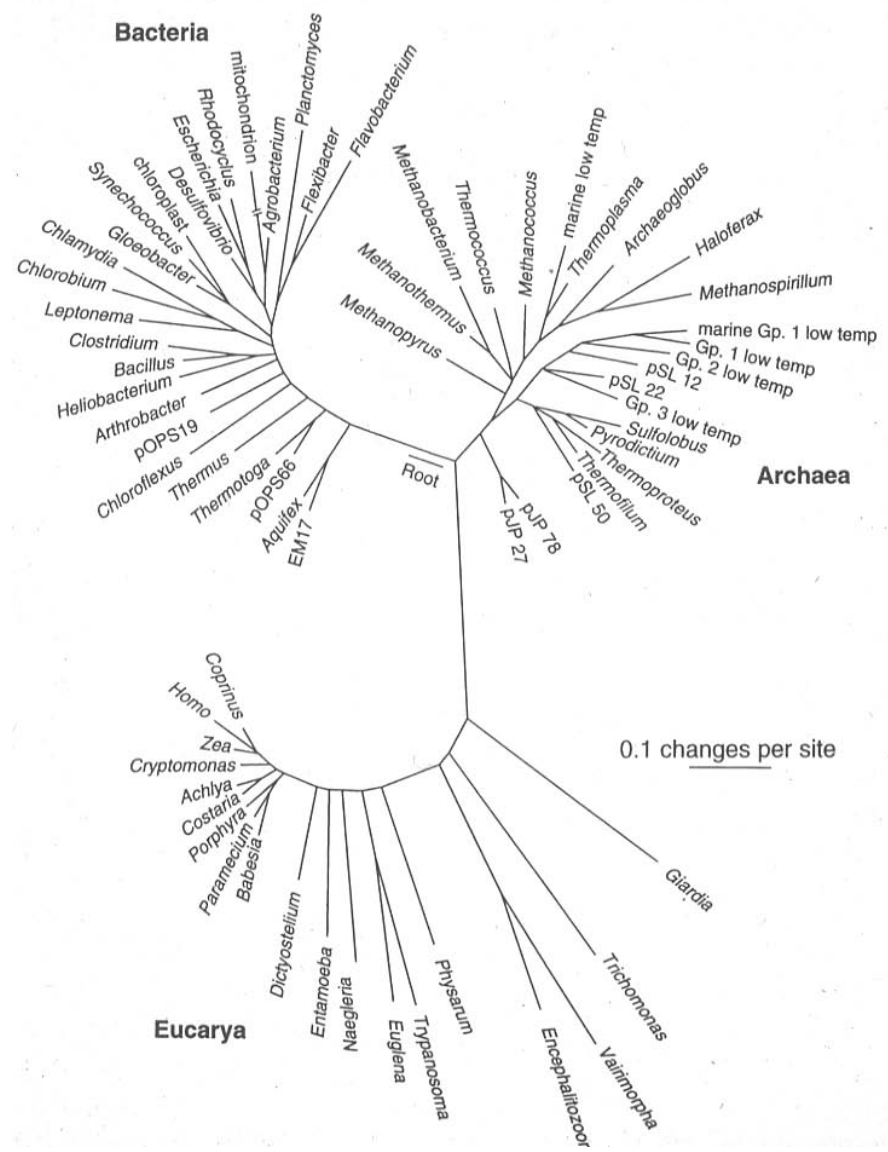 Bacteria
Planctomyces
Flavobacterium
mitochondrion
Rhodocyclus
Escherichia
Agrobacterium
Flexibacter
chloroplast
Desulfovibrio
Synechococcus
Gloeobacter
Chlamydia
Chlorobium
Leptonema
Clostridium
Bacillus
Heliobacterium
Arthrobacter
pOPS19
Chloroflexus
Thermus
Thermotoga
pOPS66
Aquifex
EM17
Root
Methanobacterium
Thermococcus
Methanococcus
marine low temp
Thermoplasma
Archaeoglobus
Haloferax
Methanospirillum
Methanothermus
Methanopyrus
marine Gp. 1 low temp
Gp. 1 low temp
Gp. 2 low temp
pSL 12
pSL 22
Gp. 3 low temp
Sulfolobus
Pyrodictium
Thermoproteus
Thermofilum
pSL 50
pJP 78
pJP 27
Archaea
Coprinus
Homo
Zea
Cryptomonas
Achlya
Costaria
Porphyra
Paramecium
Babesia
0.1 changes per site
Dictyostelium
Entamoeba
Naegleria
Euglena
Trypanosoma
Physarum
Encephalitozoon
Vairimorpha
Trichomonas
Giardia
Eucarya